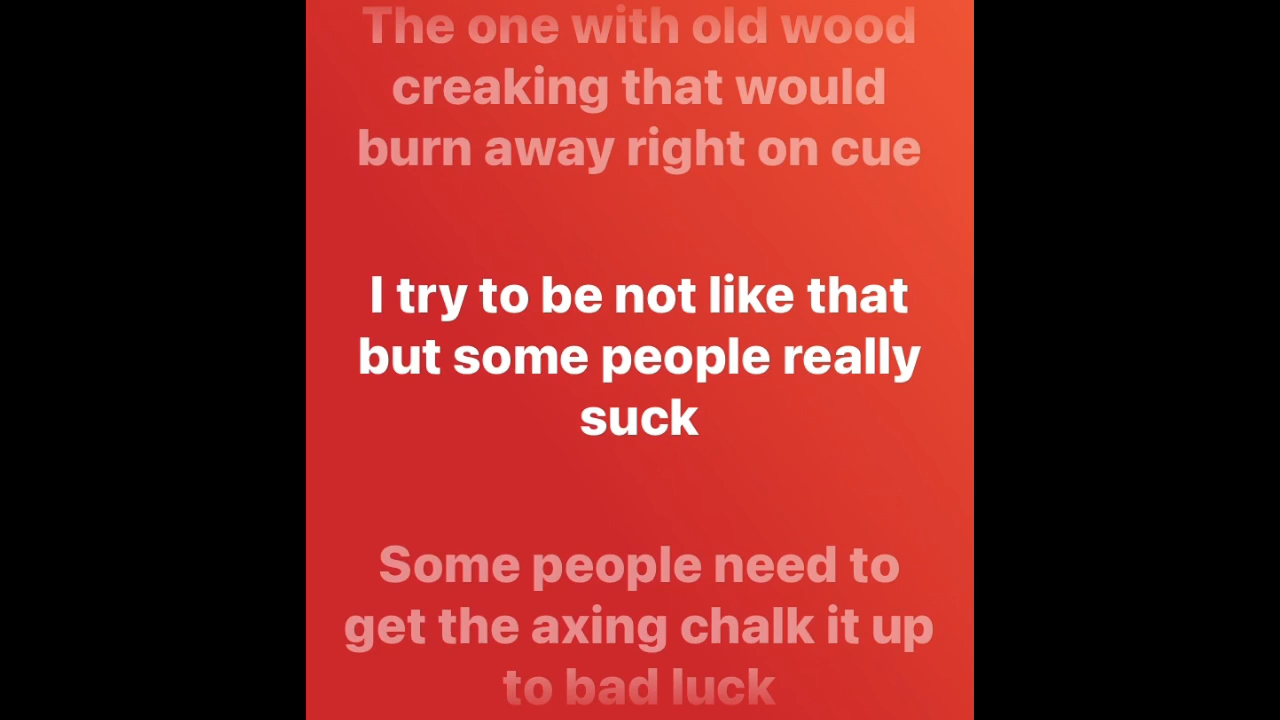 The one with old wood
creaking that would
burn away right on cue
I try to be not like that
but some people really
suck
Some people need to
get the axing chalk it up
to bad luck